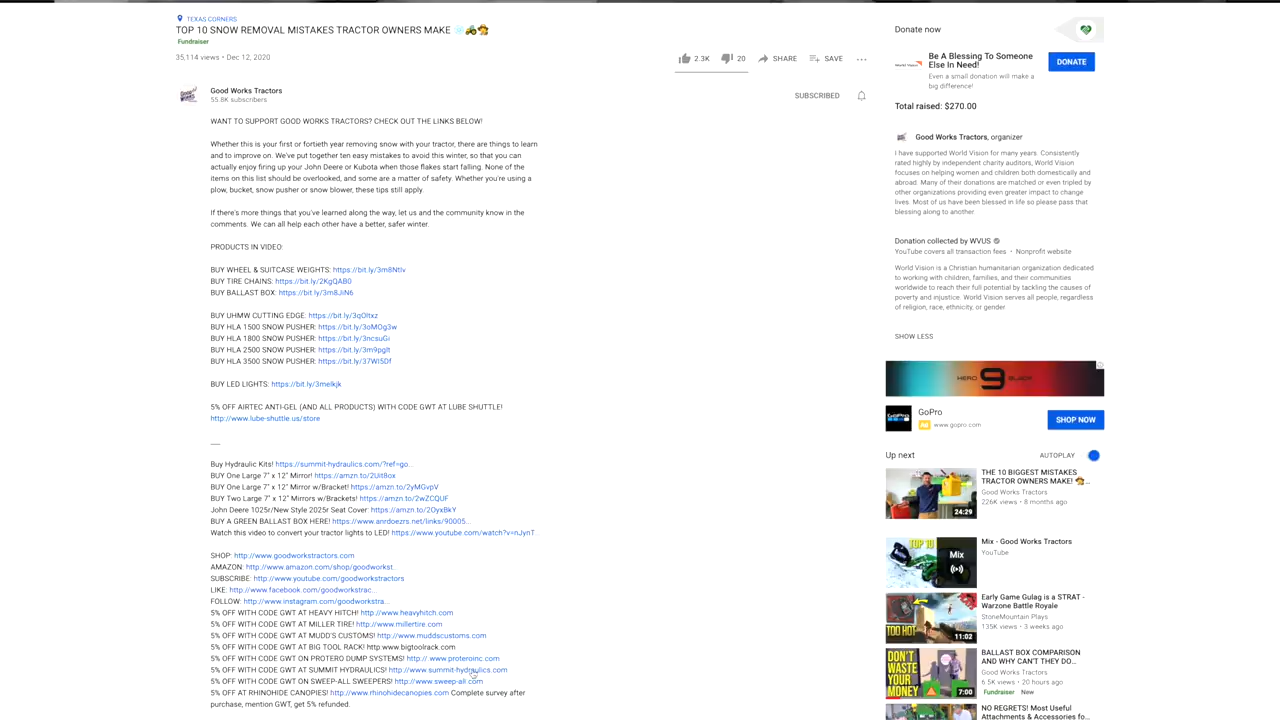 TEXAS CORNERS
TOP 10 SNOW REMOVAL MISTAKES TRACTOR OWNERS MAKE ❄️🚜🧑‍🌾
Fundraiser
35,114 views • Dec 12, 2020
2.3K 20 SHARE SAVE ...
Good Works Tractors
55.8K subscribers
SUBSCRIBED
WANT TO SUPPORT GOOD WORKS TRACTORS? CHECK OUT THE LINKS BELOW!
Whether this is your first or fortieth year removing snow with your tractor, there are things to learn
and to improve on. We've put together ten easy mistakes to avoid this winter, so that you can
actually enjoy firing up your John Deere or Kubota when those flakes start falling. None of the
items on this list should be overlooked, and some are a matter of safety. Whether you're using a
plow, bucket, snow pusher or snow blower, these tips still apply.
If there's more things that you've learned along the way, let us and the community know in the
comments. We can all help each other have a better, safer winter.
PRODUCTS IN VIDEO:
BUY WHEEL & SUITCASE WEIGHTS: https://bit.ly/3m8NtIv
BUY TIRE CHAINS: https://bit.ly/2KgQAB0
BUY BALLAST BOX: https://bit.ly/3m8JiN6
BUY UHMW CUTTING EDGE: https://bit.ly/3qOltxz
BUY HLA 1500 SNOW PUSHER: https://bit.ly/3oMOg3w
BUY HLA 1800 SNOW PUSHER: https://bit.ly/3ncsuGi
BUY HLA 2500 SNOW PUSHER: https://bit.ly/3m9pglt
BUY HLA 3500 SNOW PUSHER: https://bit.ly/37WI5Df
BUY LED LIGHTS: https://bit.ly/3melkjk
5% OFF AIRTEC ANTI-GEL (AND ALL PRODUCTS) WITH CODE GWT AT LUBE SHUTTLE!
http://www.lube-shuttle.us/store
___
Buy Hydraulic Kits! https://summit-hydraulics.com/?ref=go...
BUY One Large 7" x 12" Mirror! https://amzn.to/2Uit8ox
BUY One Large 7" x 12" Mirror w/Bracket! https://amzn.to/2yMGvpV
BUY Two Large 7" x 12" Mirrors w/Brackets! https://amzn.to/2wZCQUF
John Deere 1025r/New Style 2025r Seat Cover: https://amzn.to/2OyxBkY
BUY A GREEN BALLAST BOX HERE! https://www.anrdoezrs.net/links/90005...
Watch this video to convert your tractor lights to LED! https://www.youtube.com/watch?v=nJynT...
SHOP: http://www.goodworkstractors.com
AMAZON: http://www.amazon.com/shop/goodworkst...
SUBSCRIBE: http://www.youtube.com/goodworkstractors
LIKE: http://www.facebook.com/goodworkstrac...
FOLLOW: http://www.instagram.com/goodworkstra...
5% OFF WITH CODE GWT AT HEAVY HITCH! http://www.heavyhitch.com
5% OFF WITH CODE GWT AT MILLER TIRE! http://www.millertire.com
5% OFF WITH CODE GWT AT MUDD'S CUSTOMS! http://www.muddscustoms.com
5% OFF WITH CODE GWT AT BIG TOOL RACK! http:www.bigtoolrack.com
5% OFF WITH CODE GWT ON PROTERO DUMP SYSTEMS! http:// www.proteroinc.com
5% OFF WITH CODE GWT AT SUMMIT HYDRAULICS! http://www.summit-hydraulics.com
5% OFF WITH CODE GWT ON SWEEP-ALL SWEEPERS! http://www.sweep-all.com
5% OFF AT RHINOHIDE CANOPIES! http://www.rhinohidecanopies.com Complete survey after
purchase, mention GWT, get 5% refunded.
Donate now
World Vision
Be A Blessing To Someone
Else In Need!
Even a small donation will make a
big difference!
DONATE
Total raised: $270.00
Good Works Tractors, organizer
I have supported World Vision for many years. Consistently
rated highly by independent charity auditors, World Vision
focuses on helping women and children both domestically and
abroad. Many of their donations are matched or even tripled by
other organizations providing even greater impact to change
lives. Most of us have been blessed in life so please pass that
blessing along to another
Donation collected by WVUS
YouTube covers all transaction fees • Nonprofit website
World Vision is a Christian humanitarian organization dedicated
to working with children, families, and their communities
worldwide to reach their full potential by tackling the causes of
poverty and injustice. World Vision serves all people, regardless
of religion, race, ethnicity, or gender
SHOW LESS
HERO 9 BLACK
GoPro
GoPro
Ad www.gopro.com
SHOP NOW
Up next
AUTOPLAY
THE 10 BIGGEST MISTAKES
TRACTOR OWNERS MAKE! 🧑‍🌾...
Good Works Tractors
226K views • 8 months ago
24:29
TOP 10
Mix
Mix - Good Works Tractors
YouTube
TOO HOT
11:02
Early Game Gulag is a STRAT -
Warzone Battle Royale
StoneMountain Plays
135K views • 3 weeks ago
DON'T
WASTE
YOUR
MONEY
7:00
BALLAST BOX COMPARISON
AND WHY CAN'T THEY DO...
Good Works Tractors
6.5K views • 20 hours ago
Fundraiser New
NO REGRETS! Most Useful
Attachments & Accessories fo...